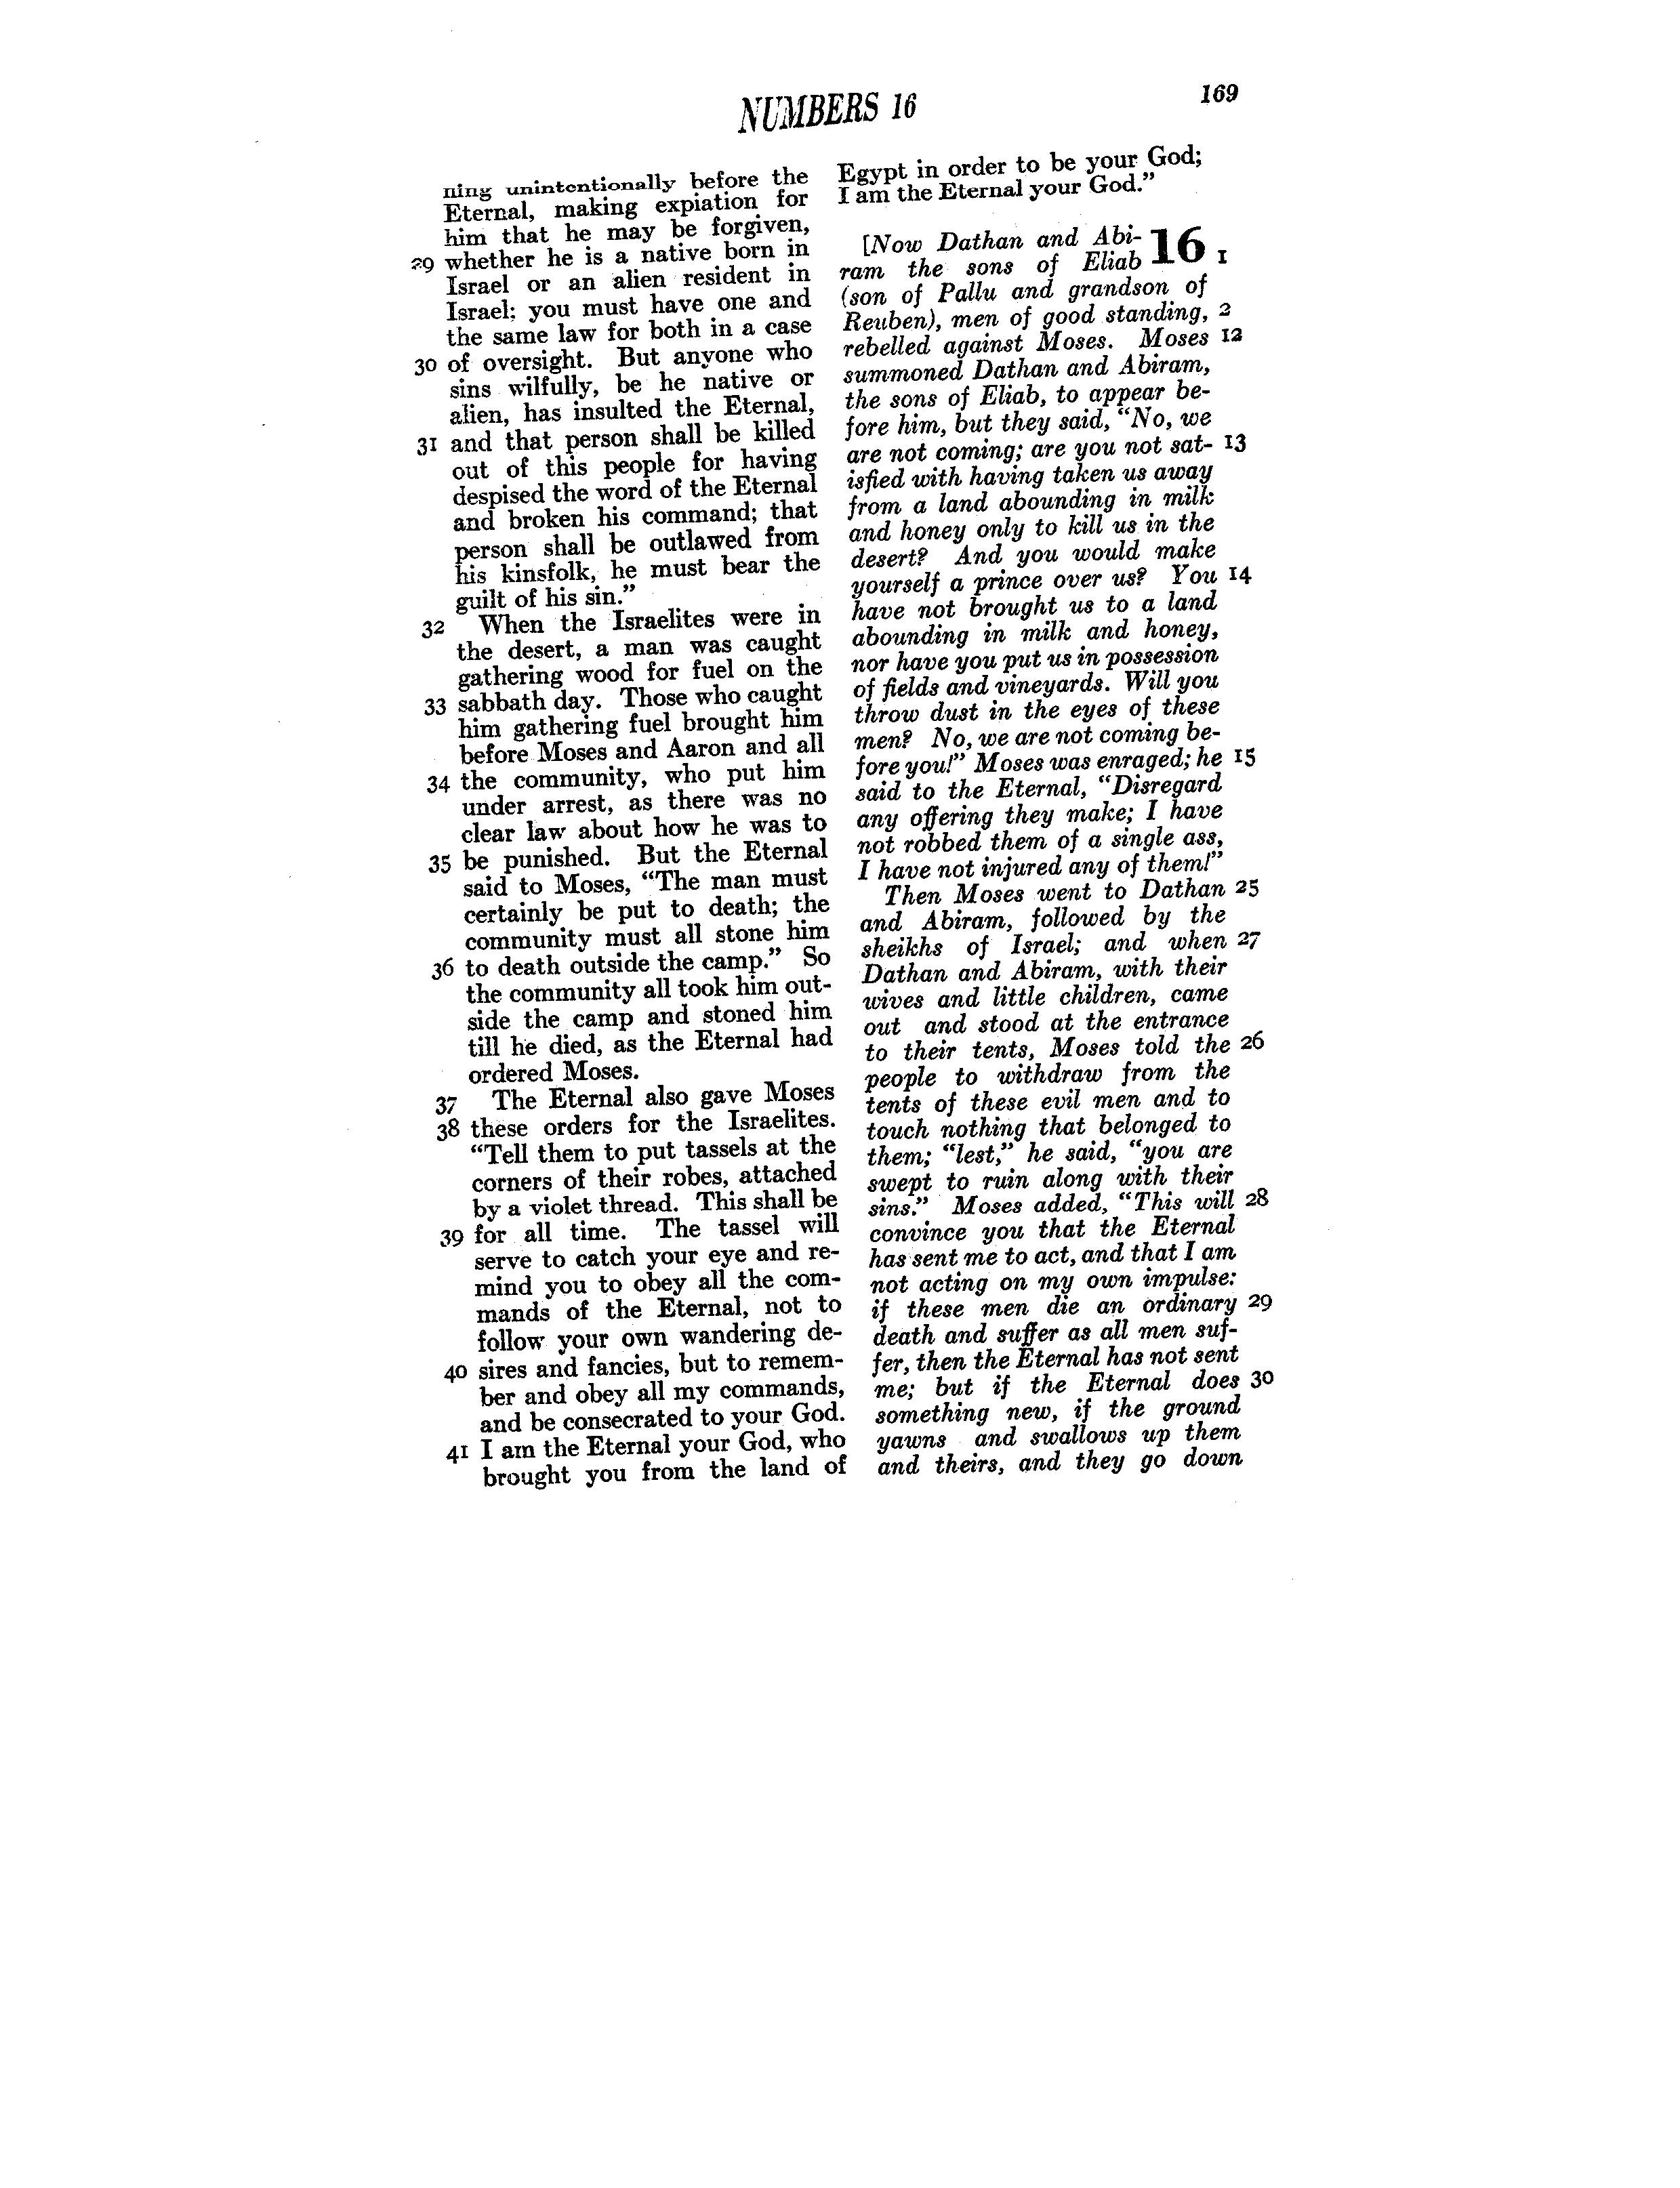 NUMBERS 16
169
ning unintentionally before the
Eternal, making expiation for
him that he may be forgiven,
29 whether he is a native born in
Israel or an alien resident in
Israel; you must have one and
the same law for both in a case
30 of oversight. But anyone who
sins wilfully, be he native or
alien, has insulted the Eternal,
31 and that person shall be killed
out of this people for having
despised the word of the Eternal
and broken his command; that
person shall be outlawed from
his kinsfolk, he must bear the
guilt of his sin.”
32 When the Israelites were in
the desert, a man was caught
gathering wood for fuel on the
33 sabbath day. Those who caught
him gathering fuel brought him
before Moses and Aaron and all
34 the community, who put him
under arrest, as there was no
clear law about how he was to
35 be punished. But the Eternal
said to Moses, “The man must
certainly be put to death; the
community must all stone him
36 to death outside the camp.” So
the community all took him out-
side the camp and stoned him
till he died, as the Eternal had
ordered Moses.
37 The Eternal also gave Moses
38 these orders for the Israelites.
“Tell them to put tassels at the
corners of their robes, attached
by a violet thread. This shall be
39 for all time. The tassel will
serve to catch your eye and re-
mind you to obey all the com-
mands of the Eternal, not to
follow your own wandering de-
40 sires and fancies, but to remem-
ber and obey all my commands,
and be consecrated to your God.
41 I am the Eternal your God, who
brought you from the land of
Egypt in order to be your God;
I am the Eternal your God.”
[Now Dathan and Abi- 16
ram the sons of Eliab 1
(son of Pallu and grandson of
Reuben), men of good standing, 2
rebelled against Moses. Moses 12
summoned Dathan and Abiram,
the sons of Eliab, to appear be-
fore him, but they said, “No, we
are not coming; are you not sat- 13
isfied with having taken us away
from a land abounding in milk
and honey only to kill us in the
desert? And you would make
yourself a prince over us? You 14
have not brought us to a land
abounding in milk and honey,
nor have you put us in possession
of fields and vineyards. Will you
throw dust in the eyes of these
men? No, we are not coming be-
fore you!” Moses was enraged; he 15
said to the Eternal, “Disregard
any offering they make; I have
not robbed them of a single ass,
I have not injured any of them!”
Then Moses went to Dathan 25
and Abiram, followed by the
sheikhs of Israel; and when 27
Dathan and Abiram, with their
wives and little children, came
out and stood at the entrance
to their tents, Moses told the 26
people to withdraw from the
tents of these evil men and to
touch nothing that belonged to
them; “lest,” he said, “you are
swept to ruin along with their
sins.” Moses added, “This will 28
convince you that the Eternal
has sent me to act, and that I am
not acting on my own impulse:
if these men die an ordinary 29
death and suffer as all men suf-
fer, then the Eternal has not sent
me; but if the Eternal does 30
something new, if the ground
yawns and swallows up them
and theirs, and they go down